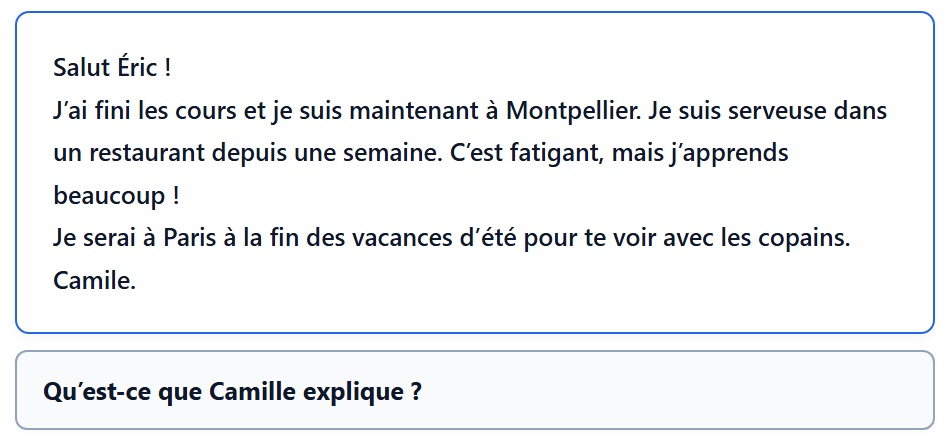 Salut Éric !
J’ai fini les cours et je suis maintenant à Montpellier. Je suis serveuse dans
un restaurant depuis une semaine. C’est fatigant, mais j’apprends
beaucoup !
Je serai à Paris à la fin des vacances d’été pour te voir avec les copains.
Camile.
Qu’est-ce que Camille explique ?